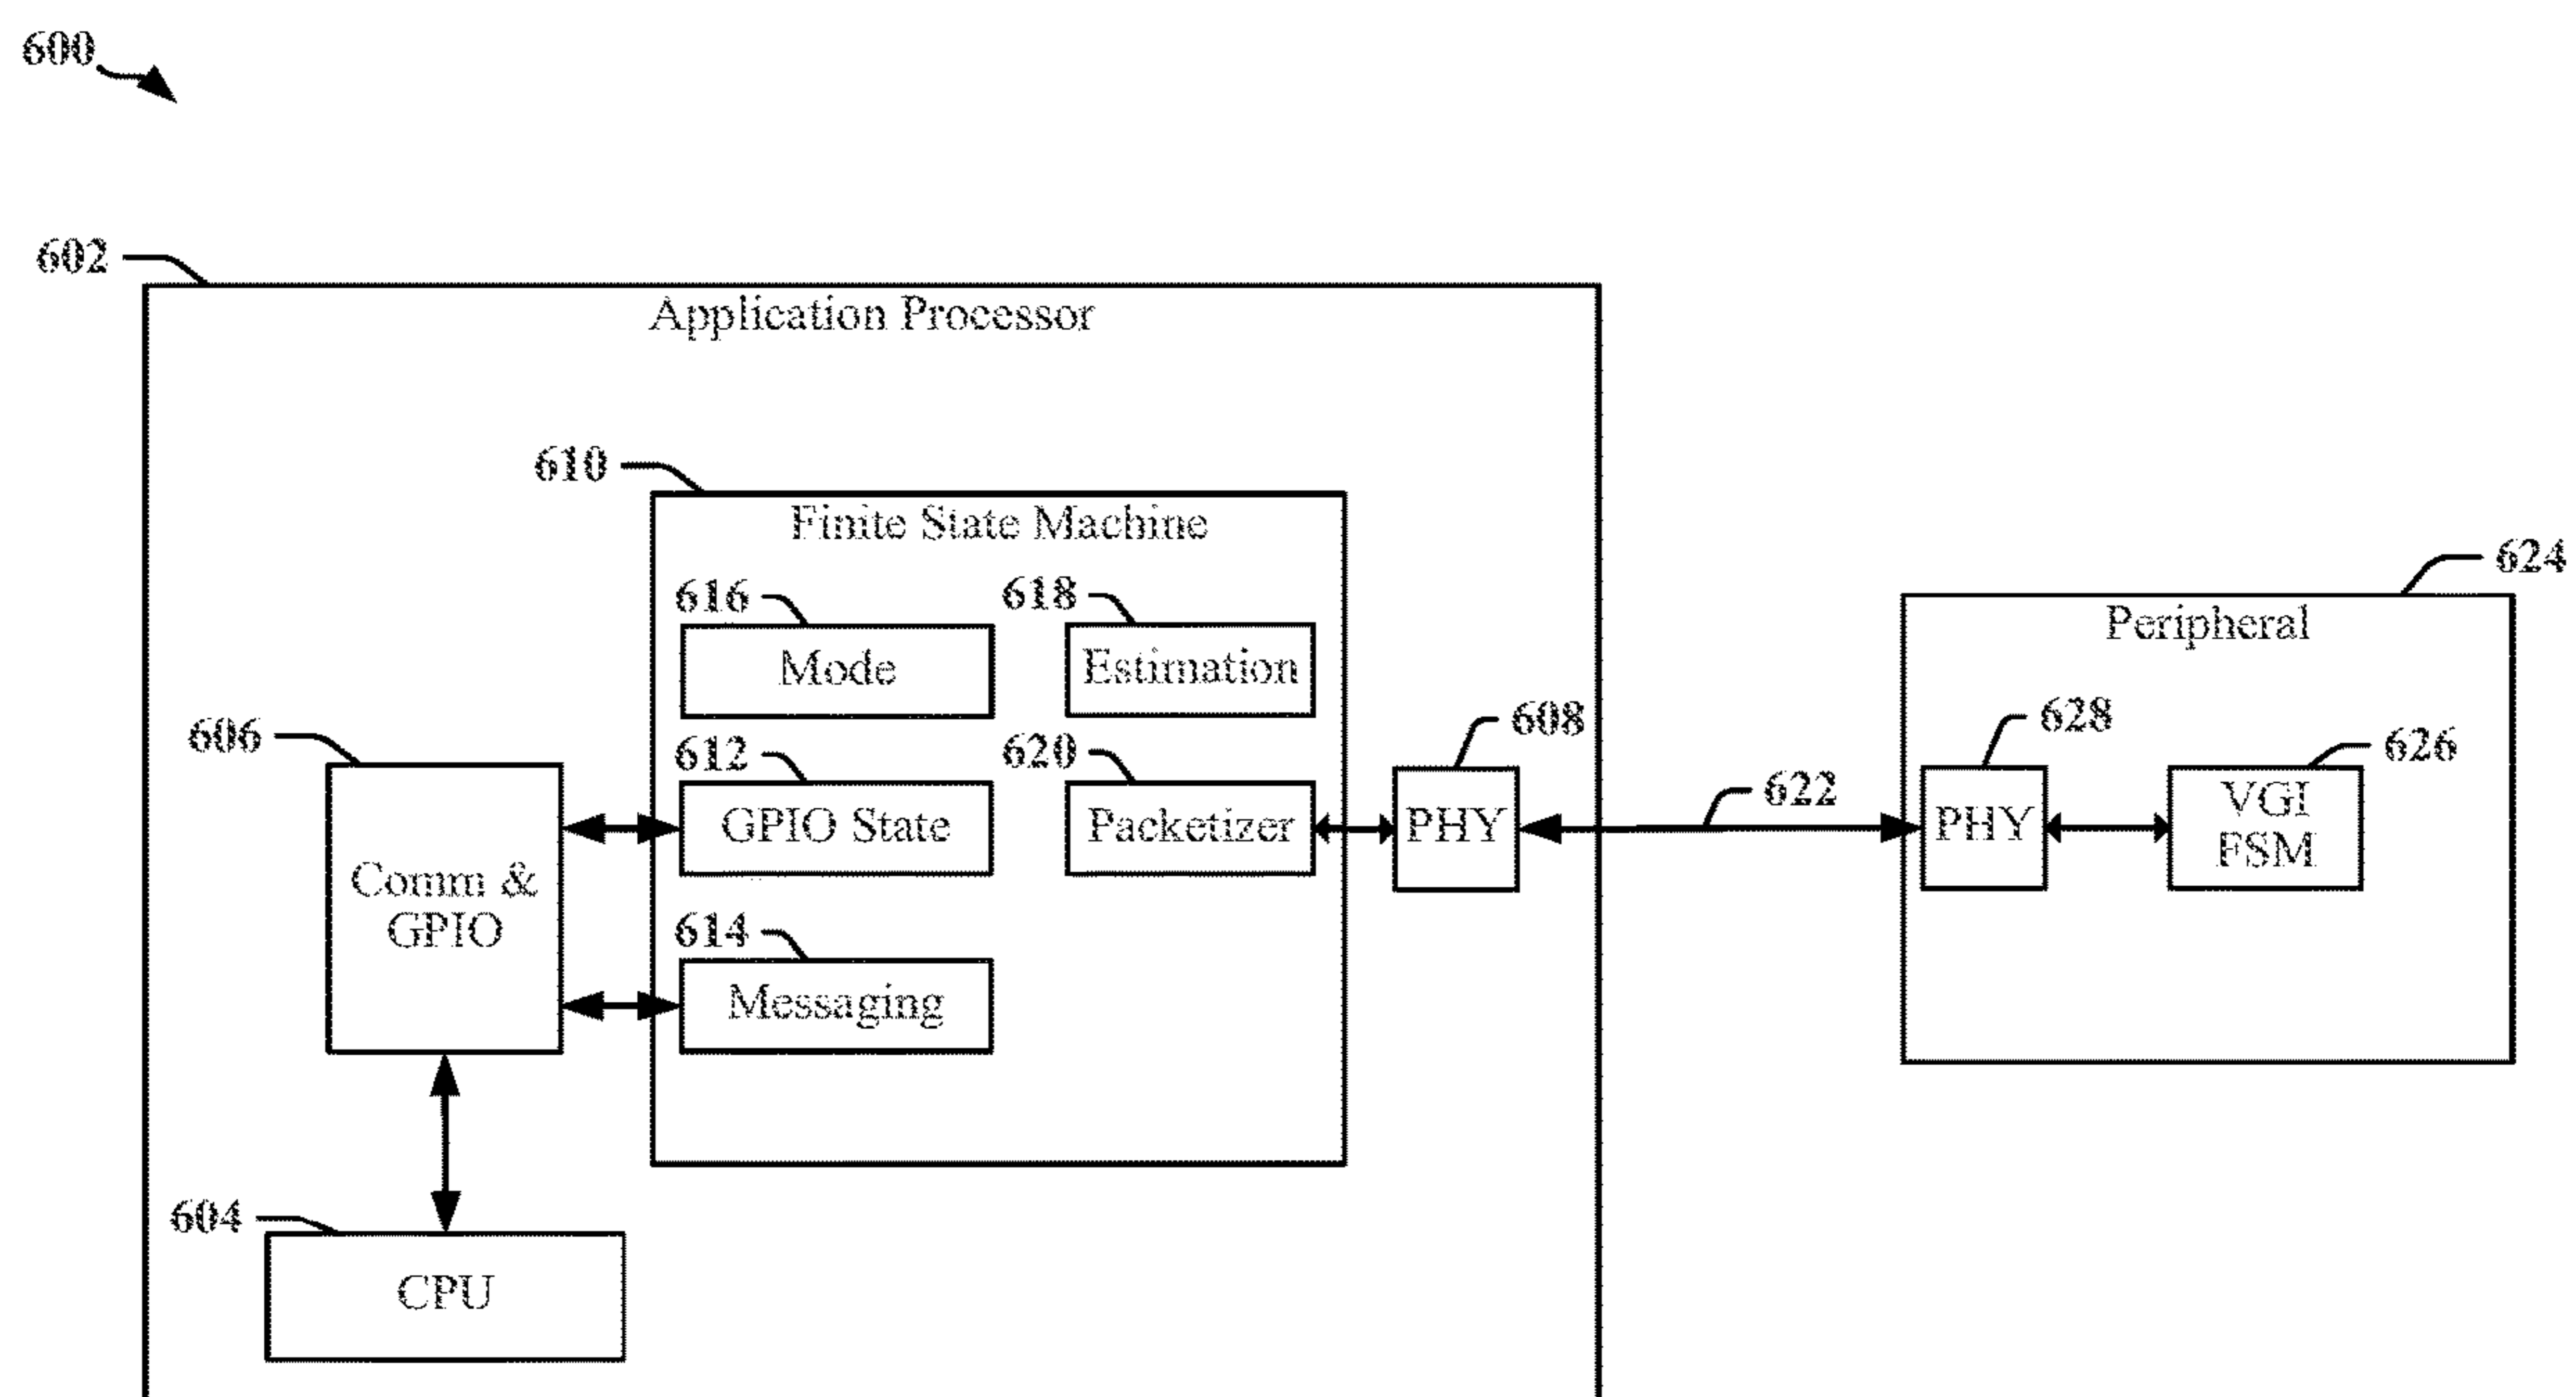 600
602
Application Processor
610
Finite State Machine
624
616
618
Peripheral
Mode
Estimation
606
612
620
608
628
626
622
GPIO State
Packetizer
PHY
PHY
VGI
FSM
Comm &
GPIO
614
Messaging
604
CPU